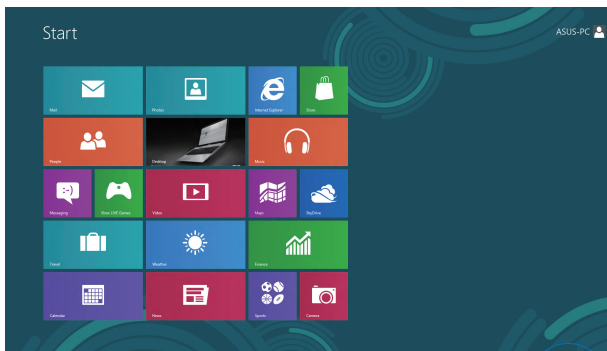 Start
ASUS-PC
Mail
Photos
Internet Explorer
Store
People
Desktop
Music
Messaging
Xbox LIVE Games
Video
Maps
SkyDrive
Travel
Weather
Finance
Calendar
News
Sports
Camera